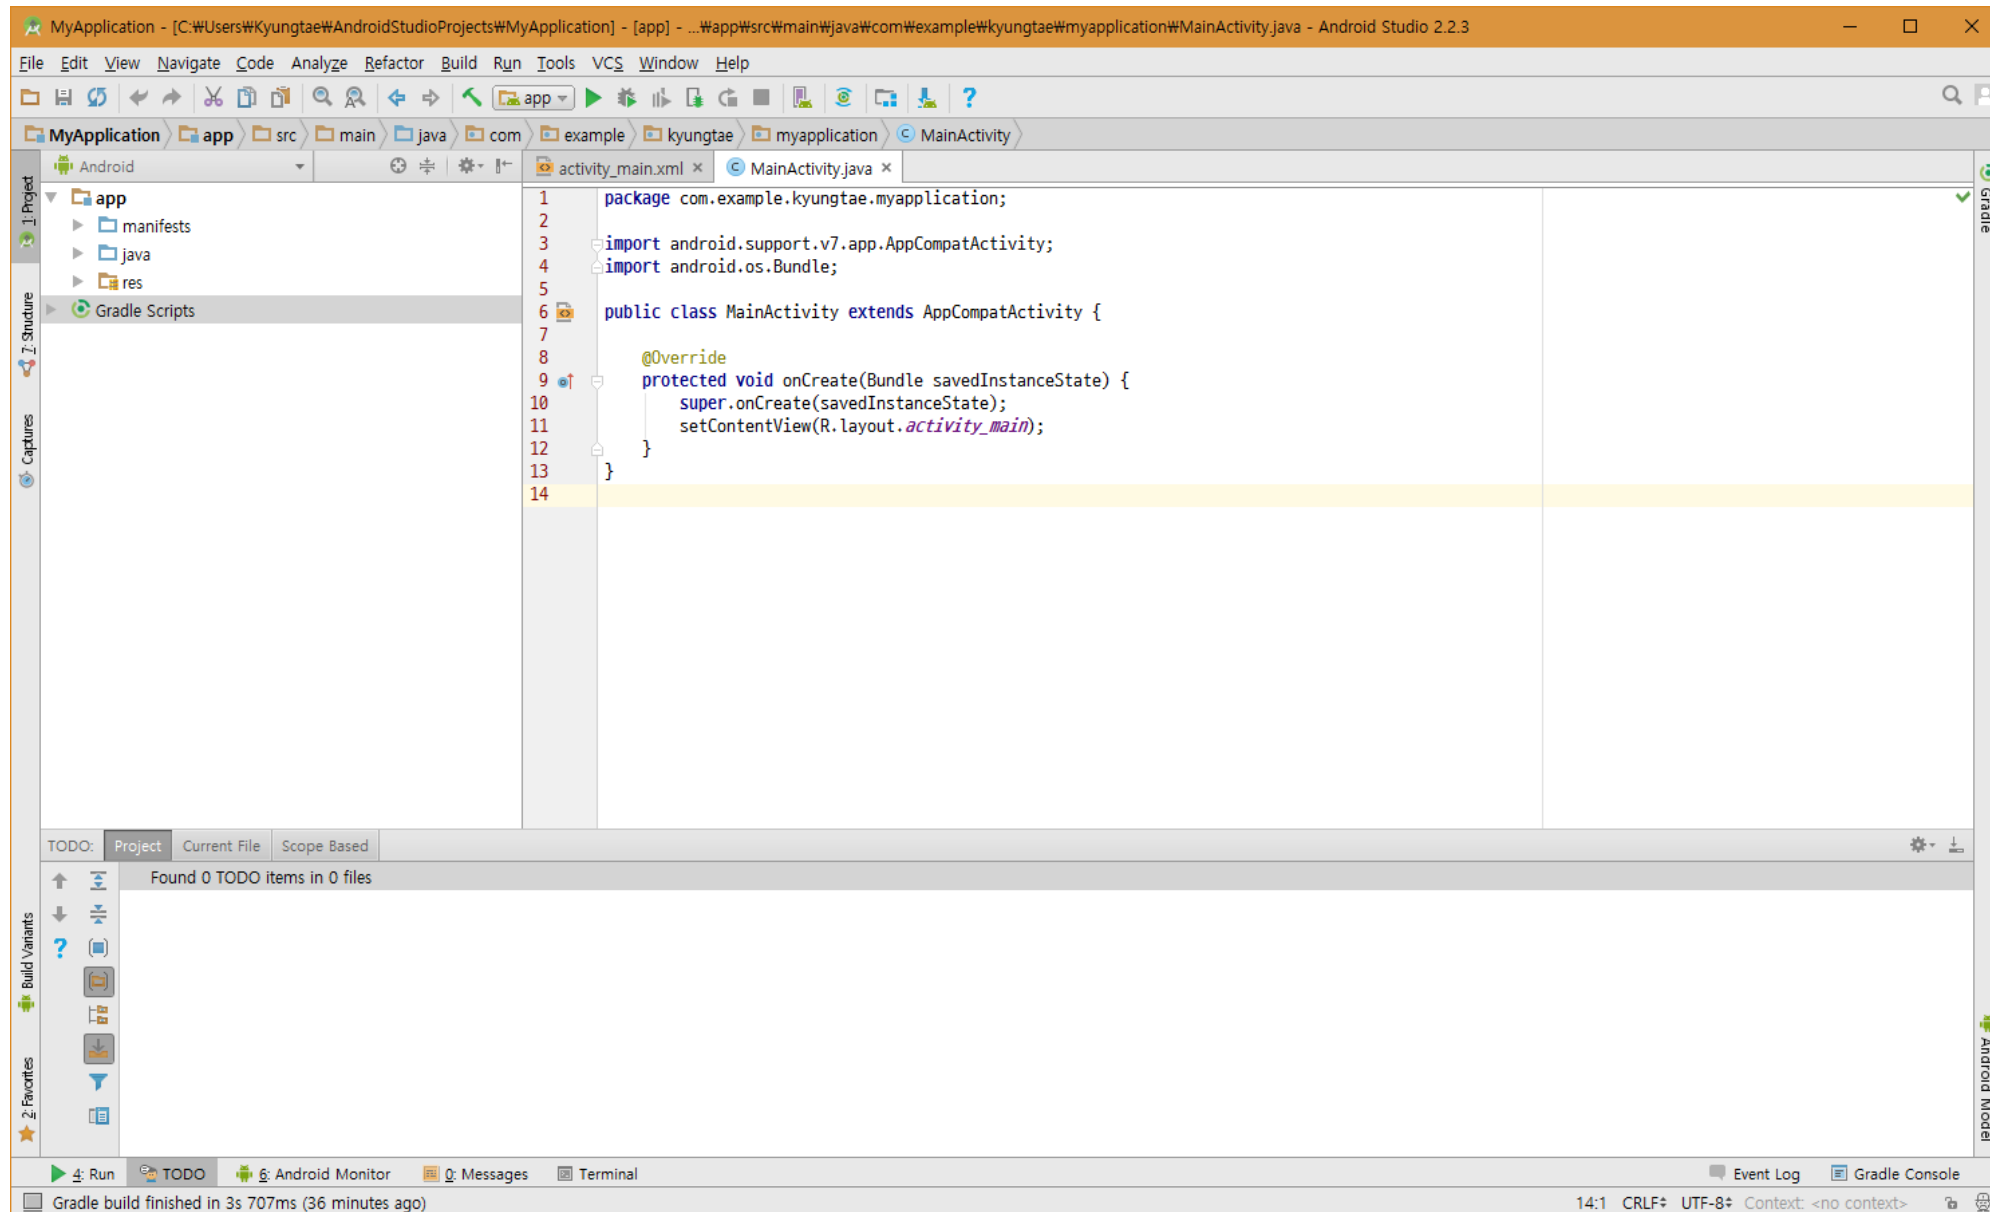 MyApplication - [C:₩Users₩Kyungtae₩AndroidStudioProjects₩MyApplication] - [app] - ...₩app₩src₩main₩java₩com₩example₩kyungtae₩myapplication₩MainActivity.java - Android Studio 2.2.3
File Edit View Navigate Code Analyze Refactor Build Run Tools VCS Window Help
app
MyApplication app src main java com example kyungtae myapplication MainActivity
Android
activity_main.xml MainActivity.java
1: Project
7: Structure
Captures
Build Variants
2: Favorites
app
manifests
java
res
Gradle Scripts
1 package com.example.kyungtae.myapplication;
2
3 import android.support.v7.app.AppCompatActivity;
4 import android.os.Bundle;
5
6 public class MainActivity extends AppCompatActivity {
7
8 @Override
9 protected void onCreate(Bundle savedInstanceState) {
10 super.onCreate(savedInstanceState);
11 setContentView(R.layout.activity_main);
12 }
13 }
14
Gradle
Android Model
TODO: Project Current File Scope Based
Found 0 TODO items in 0 files
4: Run TODO 6: Android Monitor 0: Messages Terminal Event Log Gradle Console
Gradle build finished in 3s 707ms (36 minutes ago) 14:1 CRLF UTF-8 Context: <no context>